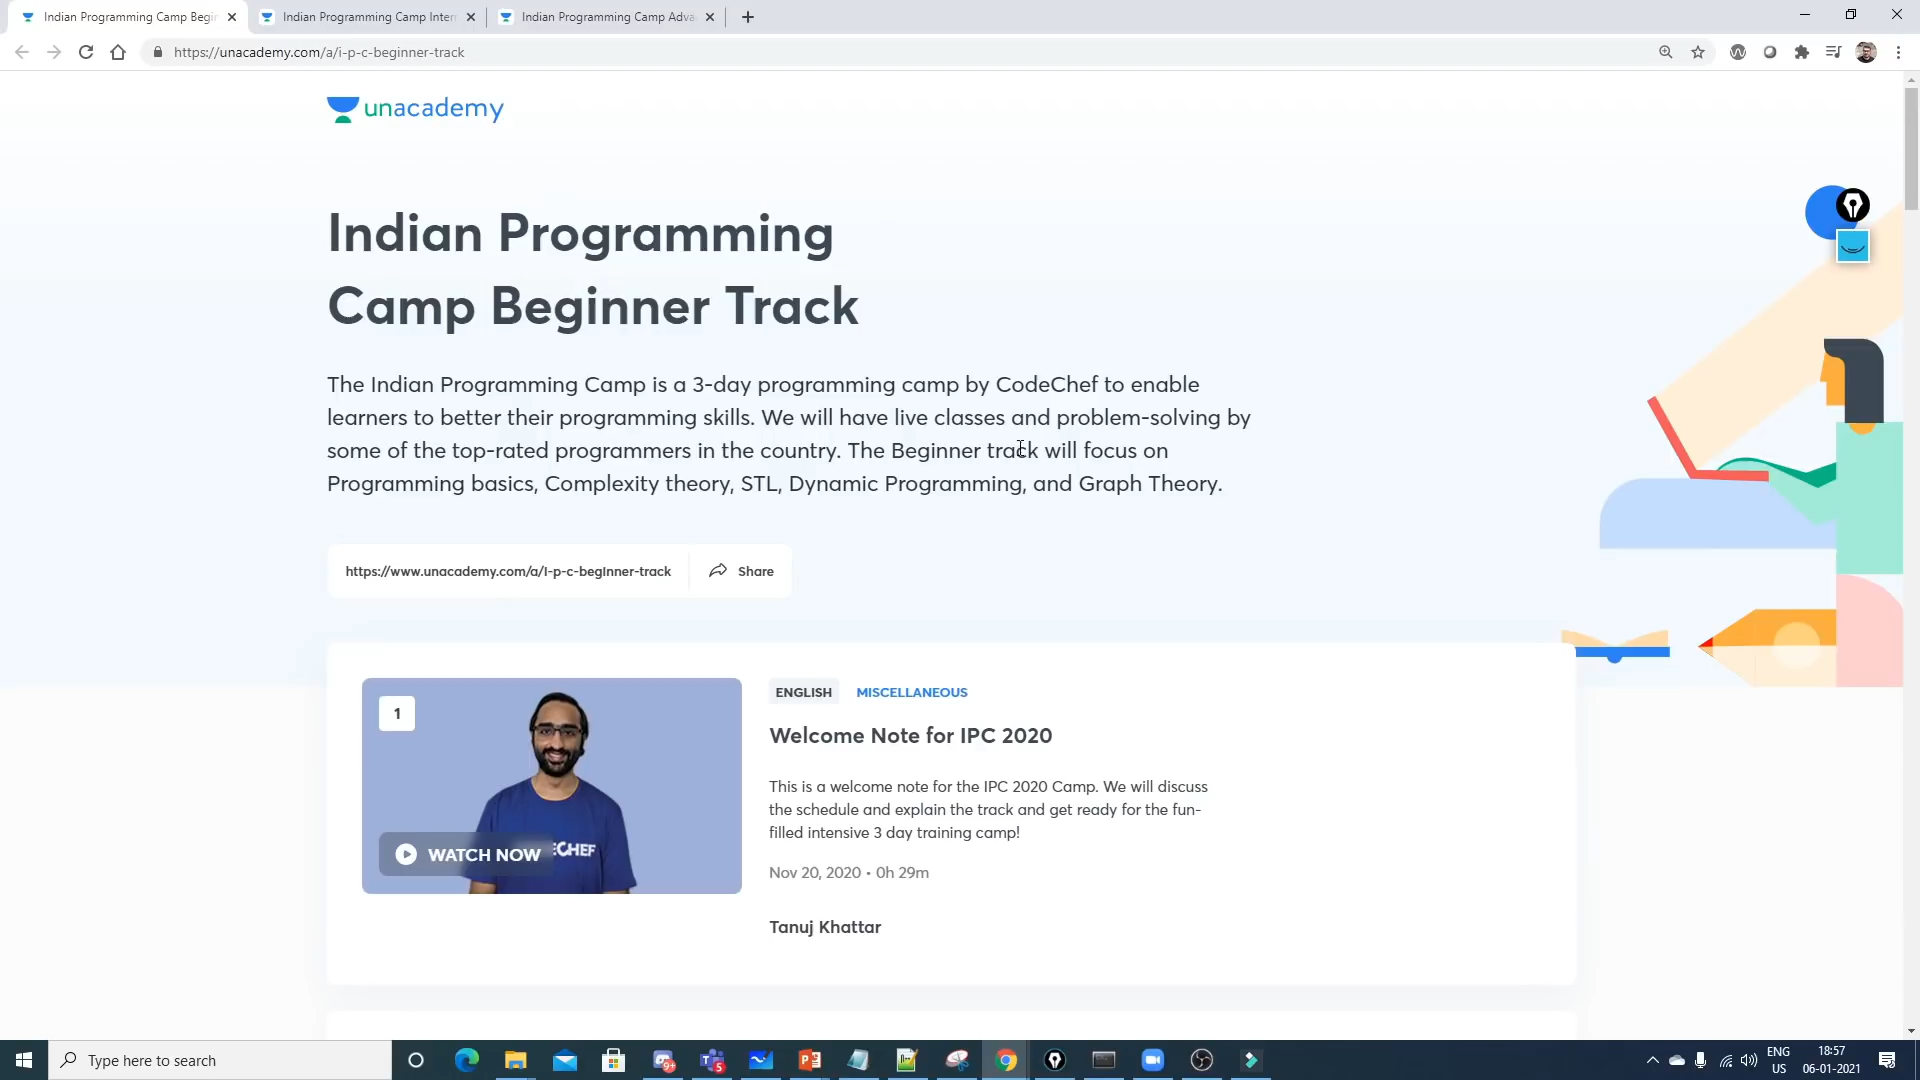 Indian Programming Camp Begin
Indian Programming Camp Inter
Indian Programming Camp Adva
https://unacademy.com/a/i-p-c-beginner-track
unacademy
Indian Programming
Camp Beginner Track
The Indian Programming Camp is a 3-day programming camp by CodeChef to enable
learners to better their programming skills. We will have live classes and problem-solving by
some of the top-rated programmers in the country. The Beginner track will focus on
Programming basics, Complexity theory, STL, Dynamic Programming, and Graph Theory.
https://www.unacademy.com/a/i-p-c-beginner-track
Share
1
ECHEF
WATCH NOW
ENGLISH MISCELLANEOUS
Welcome Note for IPC 2020
This is a welcome note for the IPC 2020 Camp. We will discuss
the schedule and explain the track and get ready for the fun-
filled intensive 3 day training camp!
Nov 20, 2020 • 0h 29m
Tanuj Khattar
Type here to search
9+
5
ENG
US
18:57
06-01-2021